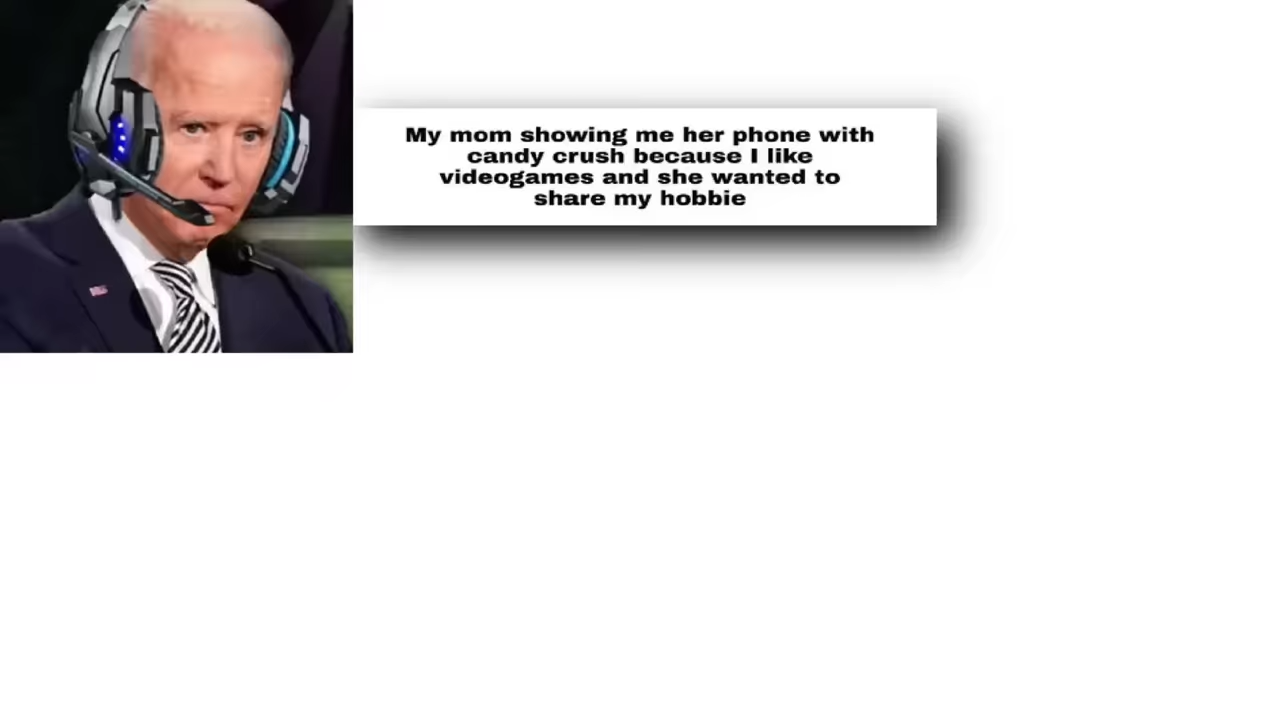 My mom showing me her phone with
candy crush because I like
videogames and she wanted to
share my hobbie